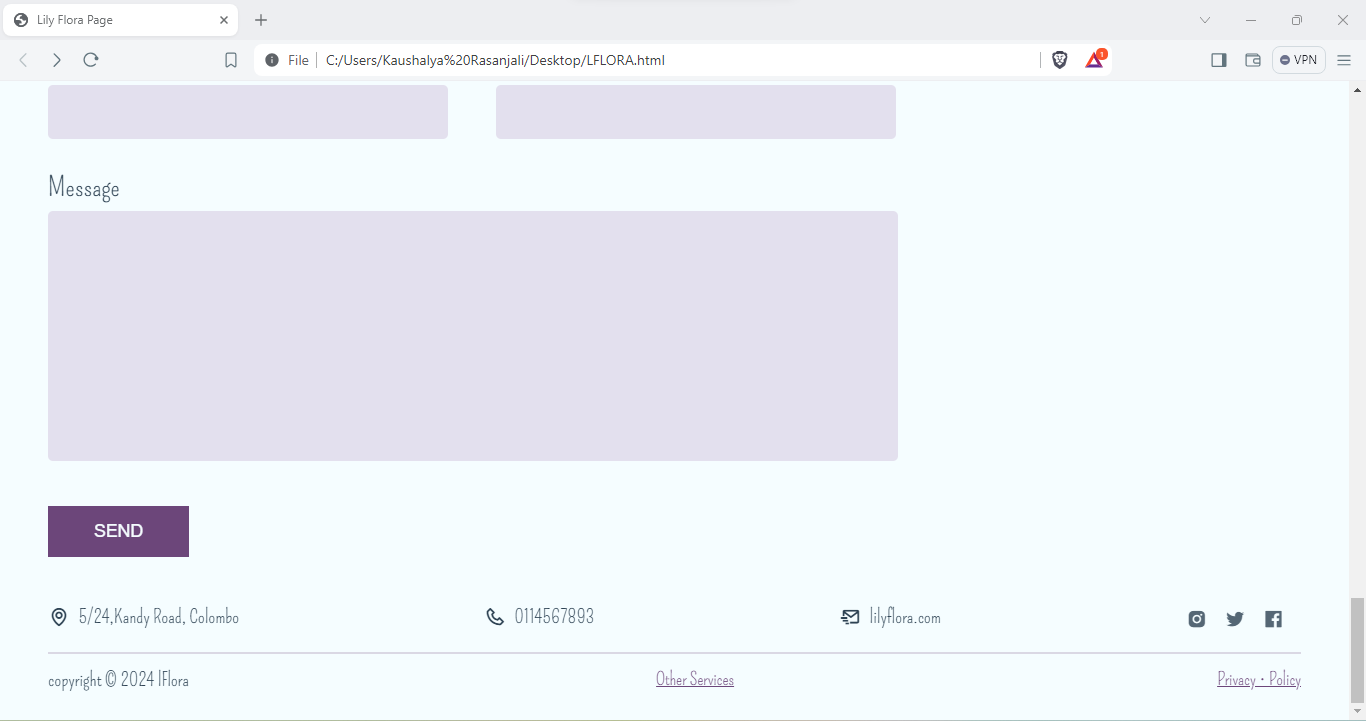 Lily Flora Page
File
C:/Users/Kaushalya%20Rasanjali/Desktop/LFLORA.html
1
VPN
Message
SEND
5/24,Kandy Road, Colombo
0114567893
lilyflora.com
copyright © 2024 lFlora
Other Services
Privacy · Policy